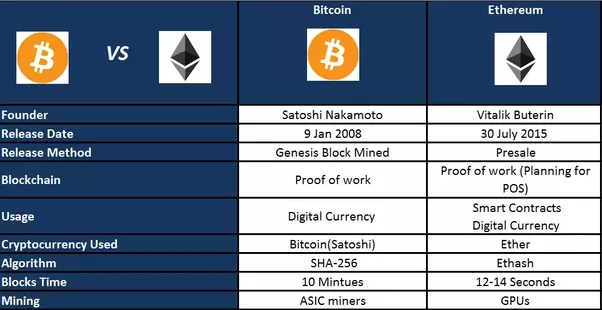 VS Bitcoin Ethereum
Founder Satoshi Nakamoto Vitalik Buterin
Release Date 9 Jan 2008 30 July 2015
Release Method Genesis Block Mined Presale
Blockchain Proof of work Proof of work (Planning for
POS)
Usage Digital Currency Smart Contracts
Digital Currency
Cryptocurrency Used Bitcoin(Satoshi) Ether
Algorithm SHA-256 Ethash
Blocks Time 10 Mintues 12-14 Seconds
Mining ASIC miners GPUs